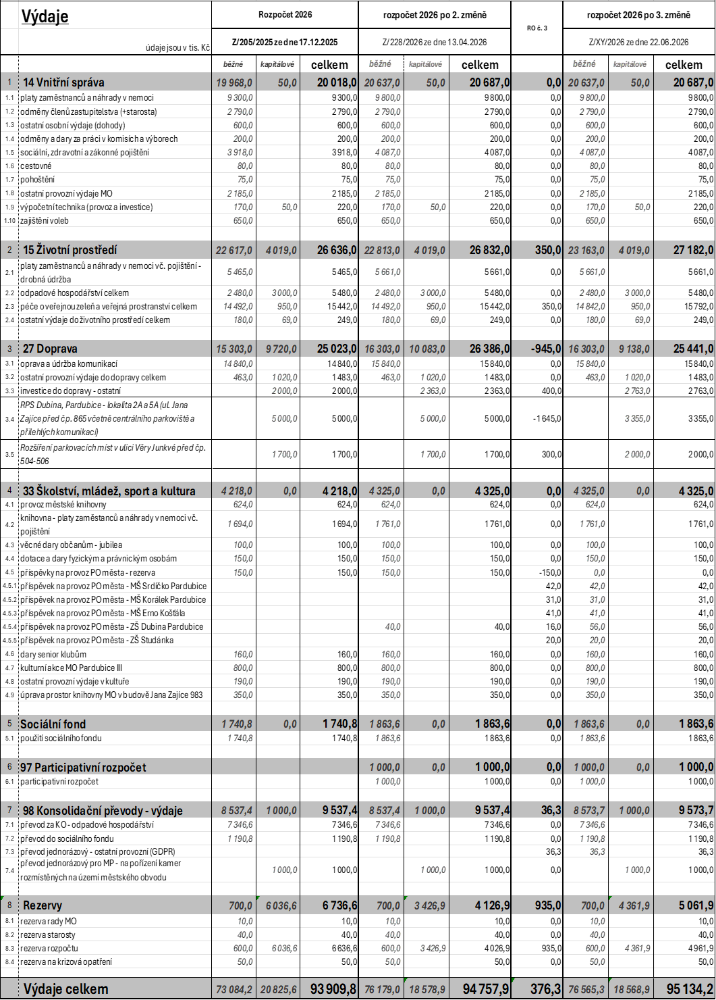 Výdaje Rozpočet 2026 rozpočet 2026 po 2. změně RO č. 3 rozpočet 2026 po 3. změně
údaje jsou v tis. Kč Z/205/2025 ze dne 17.12.2025 Z/228/2026 ze dne 13.04.2026 Z/XY/2026 ze dne 22.06.2026
běžné kapitálové celkem běžné kapitálové celkem běžné kapitálové celkem
1 14 Vnitřní správa 19 968,0 50,0 20 018,0 20 637,0 50,0 20 687,0 0,0 20 637,0 50,0 20 687,0
1.1 platy zaměstnanců a náhrady v nemoci 9 300,0 9 300,0 9 800,0 9 800,0 0,0 9 800,0 9 800,0
1.2 odměny členů zastupitelstva (+starosta) 2 790,0 2 790,0 2 790,0 2 790,0 0,0 2 790,0 2 790,0
1.3 ostatní osobní výdaje (dohody) 600,0 600,0 600,0 600,0 0,0 600,0 600,0
1.4 odměny a dary za práci v komisích a výborech 200,0 200,0 200,0 200,0 0,0 200,0 200,0
1.5 sociální, zdravotní a zákonné pojištění 3 918,0 3 918,0 4 087,0 4 087,0 0,0 4 087,0 4 087,0
1.6 cestovné 80,0 80,0 80,0 80,0 0,0 80,0 80,0
1.7 pohoštění 75,0 75,0 75,0 75,0 0,0 75,0 75,0
1.8 ostatní provozní výdaje MO 2 185,0 2 185,0 2 185,0 2 185,0 0,0 2 185,0 2 185,0
1.9 výpočetní technika (provoz a investice) 170,0 50,0 220,0 170,0 50,0 220,0 0,0 170,0 50,0 220,0
1.10 zajištění voleb 650,0 650,0 650,0 650,0 0,0 650,0 650,0
2 15 Životní prostředí 22 617,0 4 019,0 26 636,0 22 813,0 4 019,0 26 832,0 350,0 23 163,0 4 019,0 27 182,0
2.1 platy zaměstnanců a náhrady v nemoci vč. pojištění -
drobná údržba 5 465,0 5 465,0 5 661,0 5 661,0 0,0 5 661,0 5 661,0
2.2 odpadové hospodářství celkem 2 480,0 3 000,0 5 480,0 2 480,0 3 000,0 5 480,0 0,0 2 480,0 3 000,0 5 480,0
2.3 péče o veřejnou zeleň a veřejná prostranství celkem 14 492,0 950,0 15 442,0 14 492,0 950,0 15 442,0 350,0 14 842,0 950,0 15 792,0
2.4 ostatní výdaje do životního prostředí celkem 180,0 69,0 249,0 180,0 69,0 249,0 0,0 180,0 69,0 249,0
3 27 Doprava 15 303,0 9 720,0 25 023,0 16 303,0 10 083,0 26 386,0 -945,0 16 303,0 9 138,0 25 441,0
3.1 oprava a údržba komunikací 14 840,0 14 840,0 15 840,0 15 840,0 0,0 15 840,0 15 840,0
3.2 ostatní provozní výdaje do dopravy celkem 463,0 1 020,0 1 483,0 463,0 1 020,0 1 483,0 0,0 463,0 1 020,0 1 483,0
3.3 investice do dopravy - ostatní 2 000,0 2 000,0 2 363,0 2 363,0 400,0 2 763,0 2 763,0
RPS Dubina, Pardubice - lokalita 2A a 5A (ul. Jana
3.4 Zajíce před čp. 865 včetně centrálního parkoviště a 5 000,0 5 000,0 5 000,0 5 000,0 -1 645,0 3 355,0 3 355,0
přilehlých komunikací)
3.5 Rozšíření parkovacích míst v ulici Věry Junkvé před čp.
504-506 1 700,0 1 700,0 1 700,0 1 700,0 300,0 2 000,0 2 000,0
4 33 Školství, mládež, sport a kultura 4 218,0 0,0 4 218,0 4 325,0 0,0 4 325,0 0,0 4 325,0 0,0 4 325,0
4.1 provoz městské knihovny 624,0 624,0 624,0 624,0 0,0 624,0 624,0
4.2 knihovna - platy zaměstanců a náhrady v nemoci vč.
pojištění 1 694,0 1 694,0 1 761,0 1 761,0 0,0 1 761,0 1 761,0
4.3 věcné dary občanům - jubilea 100,0 100,0 100,0 100,0 0,0 100,0 100,0
4.4 dotace a dary fyzickým a právnickým osobám 150,0 150,0 150,0 150,0 0,0 150,0 150,0
4.5 příspěvky na provoz PO města - rezerva 150,0 150,0 150,0 150,0 -150,0 0,0 0,0
4.5.1 příspěvek na provoz PO města - MŠ Srdíčko Pardubice 42,0 42,0 42,0
4.5.2 příspěvek na provoz PO města - MŠ Korálek Pardubice 31,0 31,0 31,0
4.5.3 příspěvek na provoz PO města - MŠ Erno Košťála 41,0 41,0 41,0
4.5.4 příspěvek na provoz PO města - ZŠ Dubina Pardubice 40,0 40,0 16,0 56,0 56,0
4.5.5 příspěvek na provoz PO města - ZŠ Studánka 20,0 20,0 20,0
4.6 dary senior klubům 160,0 160,0 160,0 160,0 0,0 160,0 160,0
4.7 kulturní akce MO Pardubice III 800,0 800,0 800,0 800,0 0,0 800,0 800,0
4.8 ostatní provozní výdaje v kultuře 190,0 190,0 190,0 190,0 0,0 190,0 190,0
4.9 úprava prostor knihovny MO v budově Jana Zajíce 983 350,0 350,0 350,0 350,0 0,0 350,0 350,0
5 Sociální fond 1 740,8 0,0 1 740,8 1 863,6 0,0 1 863,6 0,0 1 863,6 0,0 1 863,6
5.1 použití sociálního fondu 1 740,8 1 740,8 1 863,6 1 863,6 0,0 1 863,6 1 863,6
6 97 Participativní rozpočet 1 000,0 0,0 1 000,0 0,0 1 000,0 0,0 1 000,0
6.1 participativní rozpočet 1 000,0 1 000,0 0,0 1 000,0 1 000,0
7 98 Konsolidační převody - výdaje 8 537,4 1 000,0 9 537,4 8 537,4 1 000,0 9 537,4 36,3 8 573,7 1 000,0 9 573,7
7.1 převod za KO - odpadové hospodářství 7 346,6 7 346,6 7 346,6 7 346,6 0,0 7 346,6 7 346,6
7.2 převod do sociálního fondu 1 190,8 1 190,8 1 190,8 1 190,8 0,0 1 190,8 1 190,8
7.3 převod jednorázový - ostatní provozní (GDPR) 36,3 36,3 36,3
7.4 převod jednorázový pro MP - na pořízení kamer
rozmístěných na území městského obvodu 1 000,0 1 000,0 1 000,0 1 000,0 0,0 1 000,0 1 000,0
8 Rezervy 700,0 6 036,6 6 736,6 700,0 3 426,9 4 126,9 935,0 700,0 4 361,9 5 061,9
8.1 rezerva rady MO 10,0 10,0 10,0 10,0 0,0 10,0 10,0
8.2 rezerva starosty 40,0 40,0 40,0 40,0 0,0 40,0 40,0
8.3 rezerva rozpočtu 600,0 6 036,6 6 636,6 600,0 3 426,9 4 026,9 935,0 600,0 4 361,9 4 961,9
8.4 rezerva na krizová opatření 50,0 50,0 50,0 50,0 0,0 50,0 50,0
Výdaje celkem 73 084,2 20 825,6 93 909,8 76 179,0 18 578,9 94 757,9 376,3 76 565,3 18 568,9 95 134,2